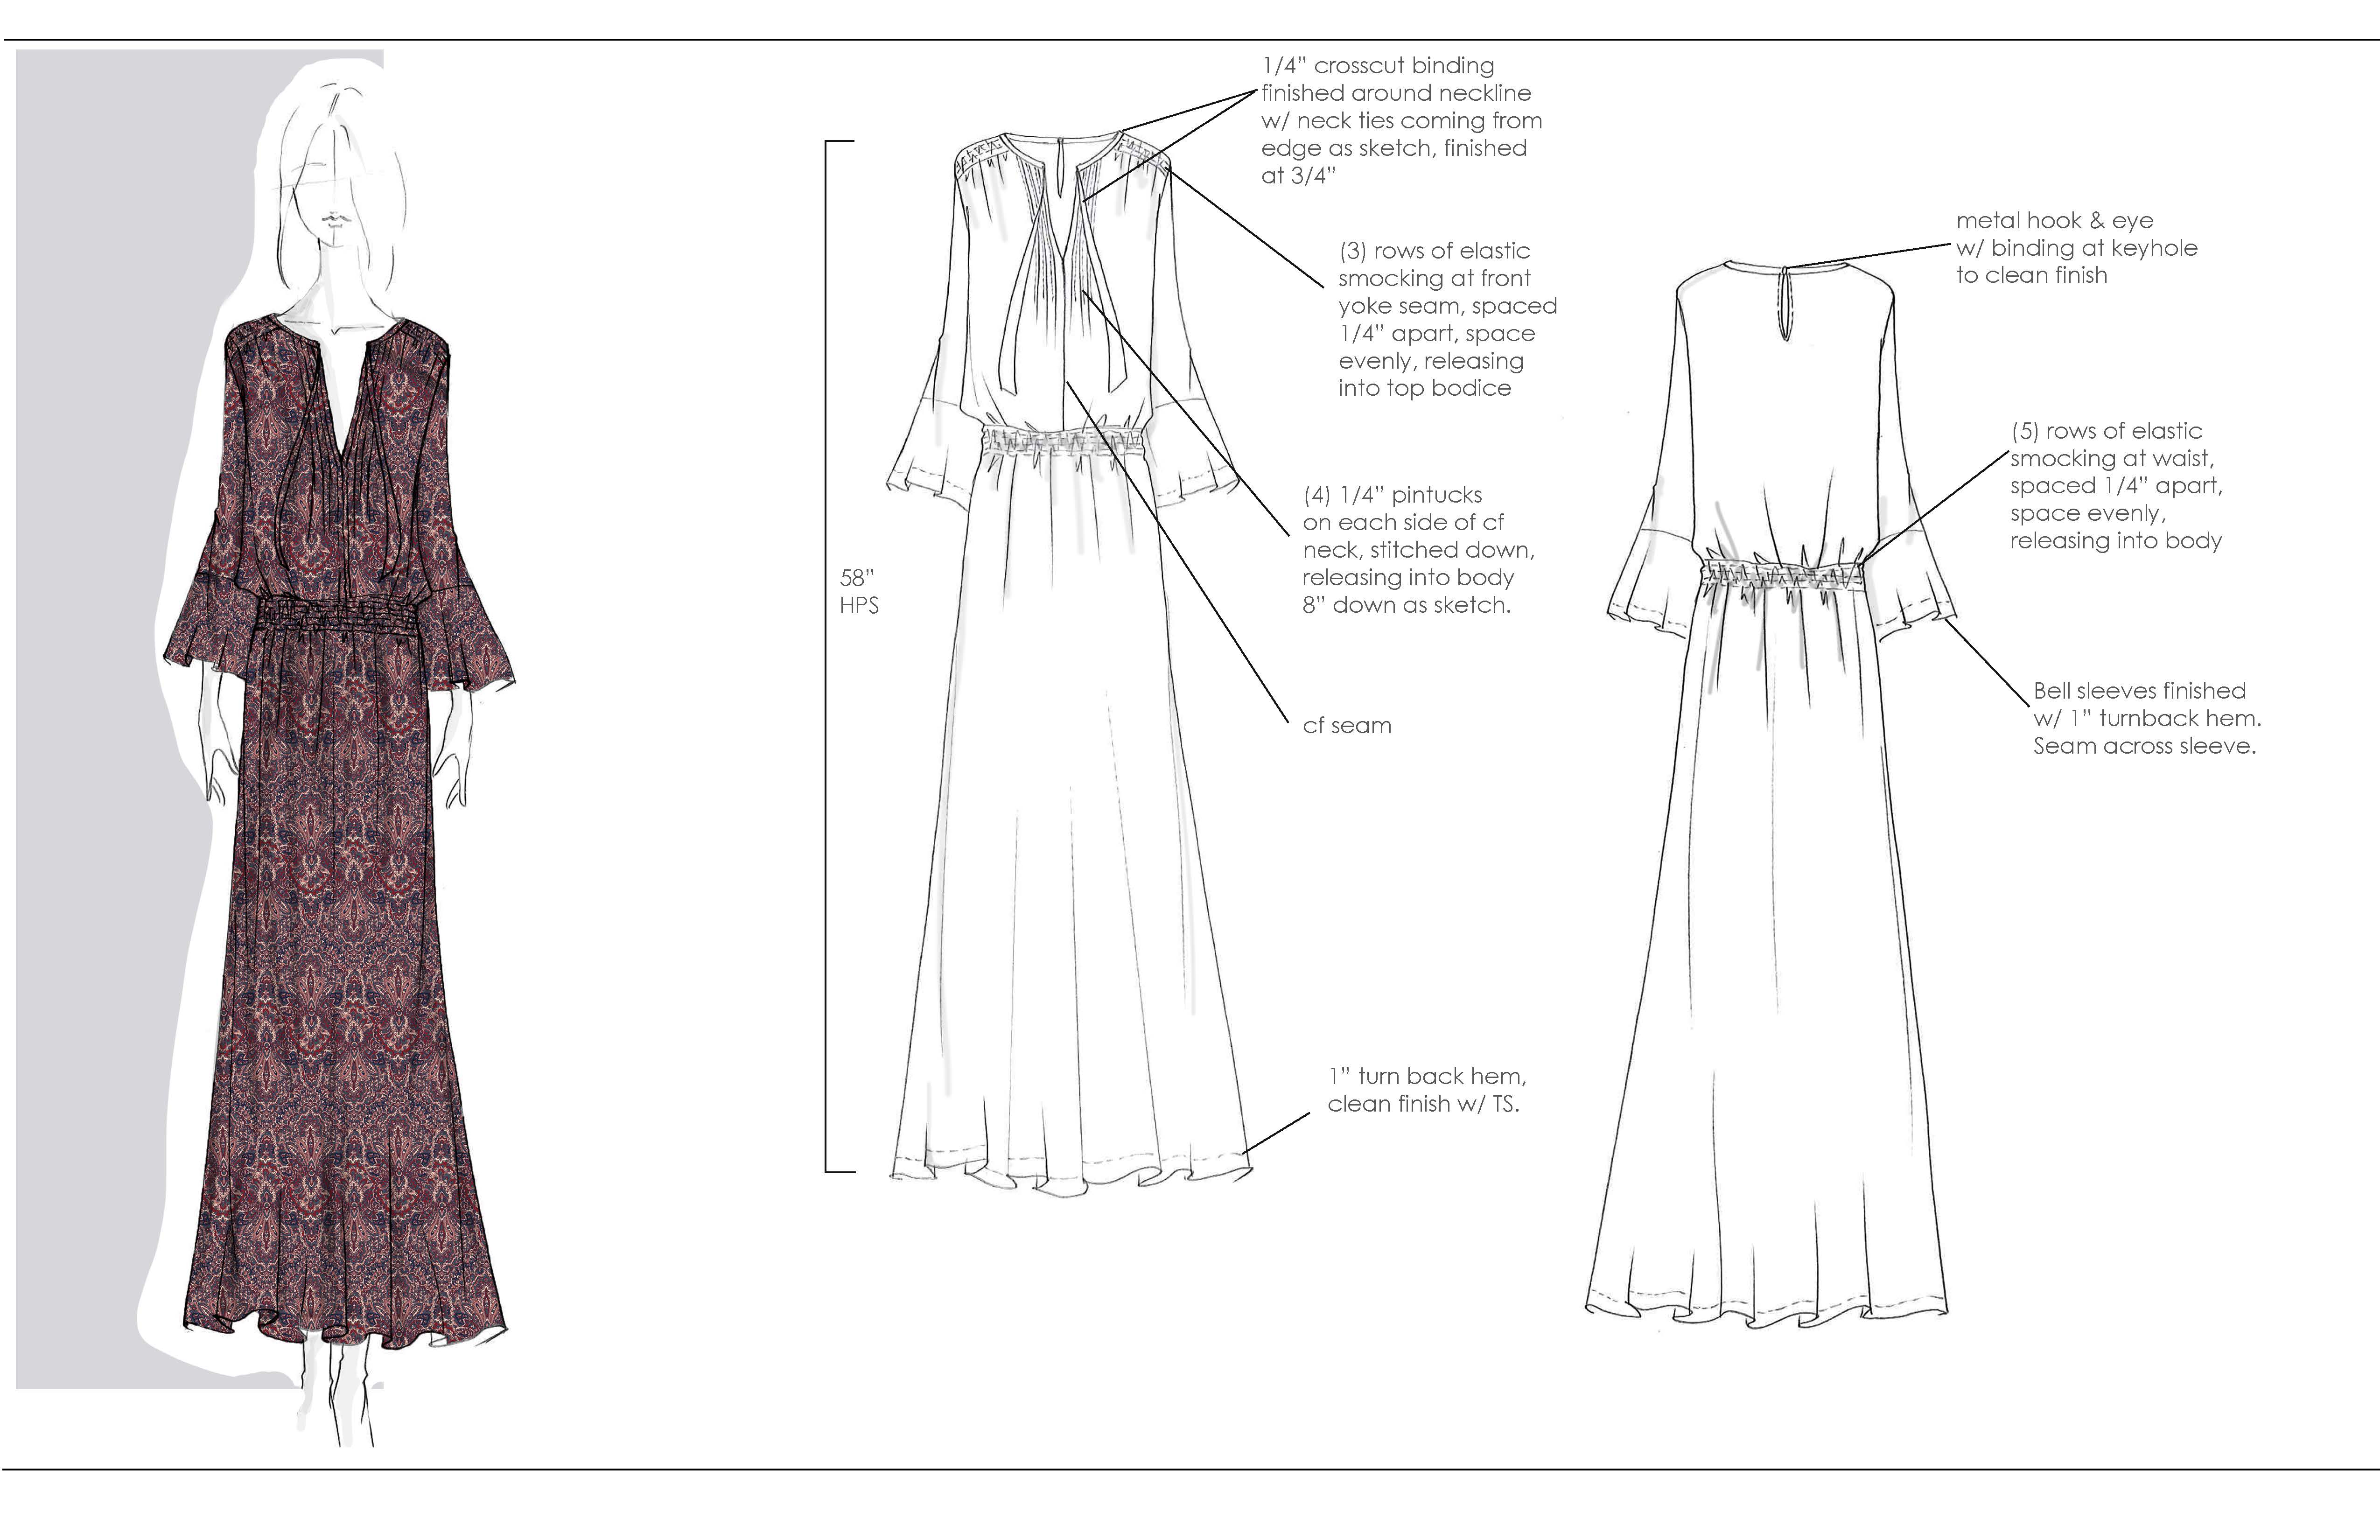 1/4” crosscut binding
finished around neckline
w/ neck ties coming from
edge as sketch, finished
at 3/4”
(3) rows of elastic
smocking at front
yoke seam, spaced
1/4” apart, space
evenly, releasing
into top bodice
58”
HPS
(4) 1/4” pintucks
on each side of cf
neck, stitched down,
releasing into body
8” down as sketch.
cf seam
1” turn back hem,
clean finish w/ TS.
metal hook & eye
w/ binding at keyhole
to clean finish
(5) rows of elastic
smocking at waist,
spaced 1/4” apart,
space evenly,
releasing into body
Bell sleeves finished
w/ 1” turnback hem.
Seam across sleeve.